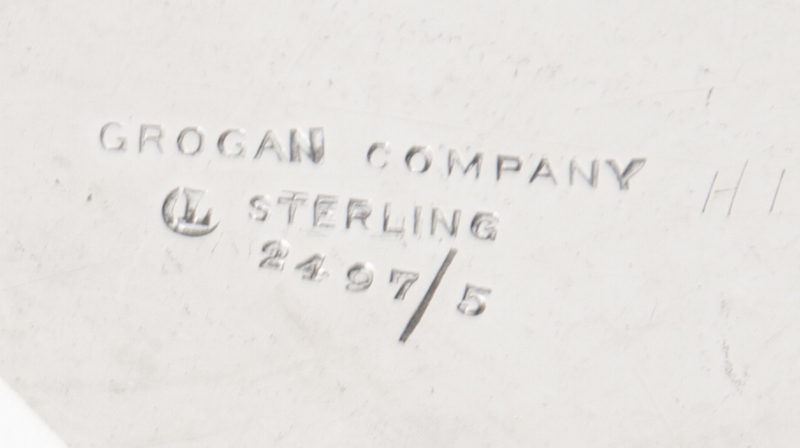 GROGAN COMPANY
L STERLING
2497/5
H I